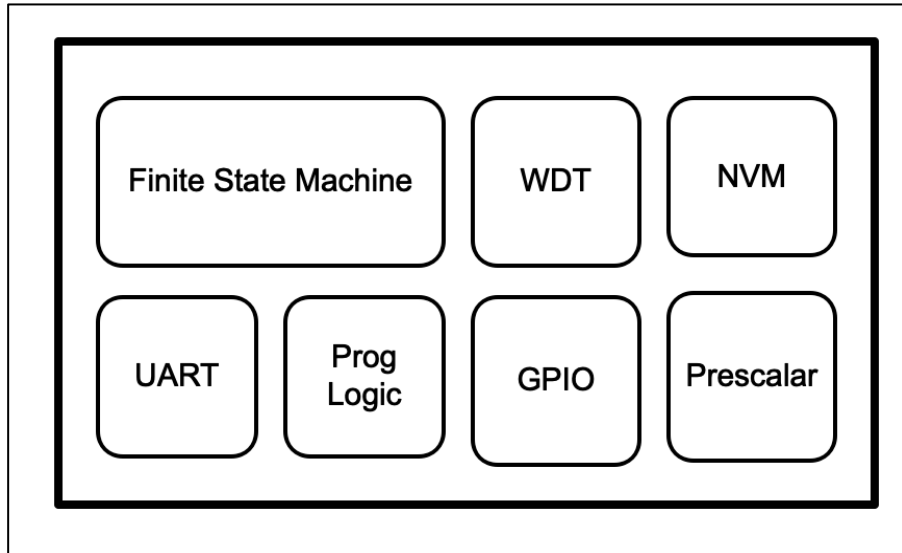 Finite State Machine
WDT
NVM
UART
Prog
Logic
GPIO
Prescalar